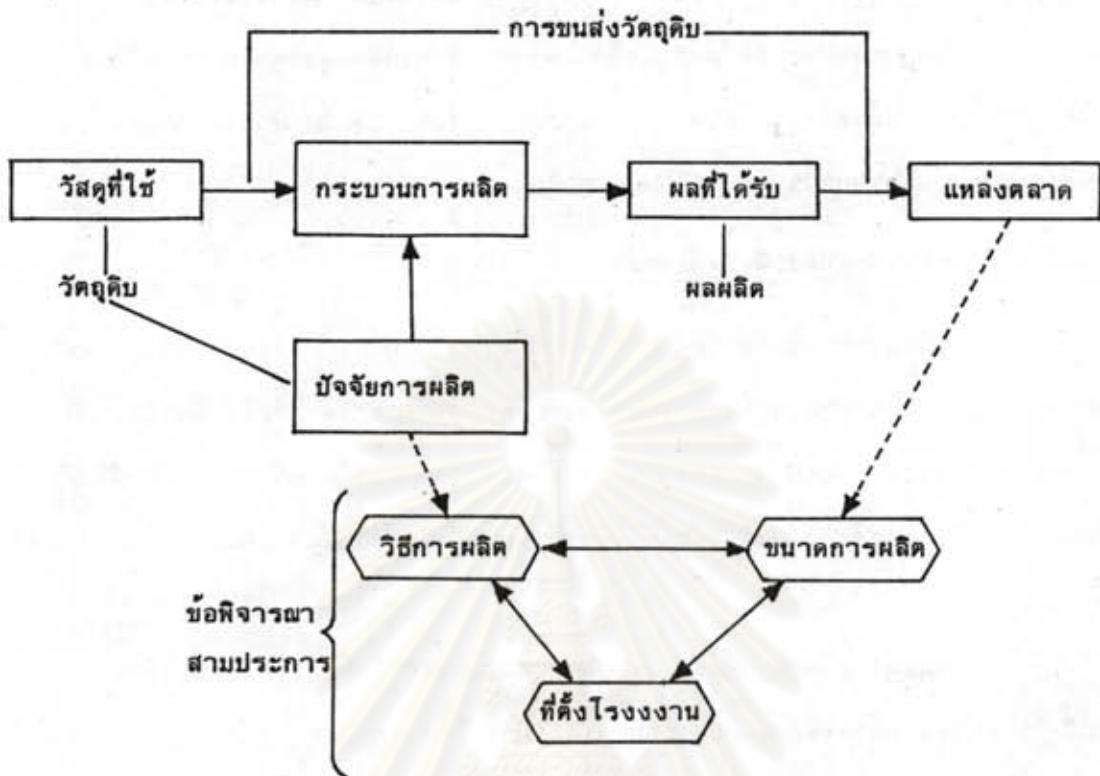 การขนส่งวัตถุดิบ
วัสดุที่ใช้
กระบวนการผลิต
ผลที่ได้รับ
แหล่งตลาด
วัตถุดิบ
ผลผลิต
ปัจจัยการผลิต
วิธีการผลิต
ขนาดการผลิต
ข้อพิจารณา
สามประการ
ที่ตั้งโรงงงาน